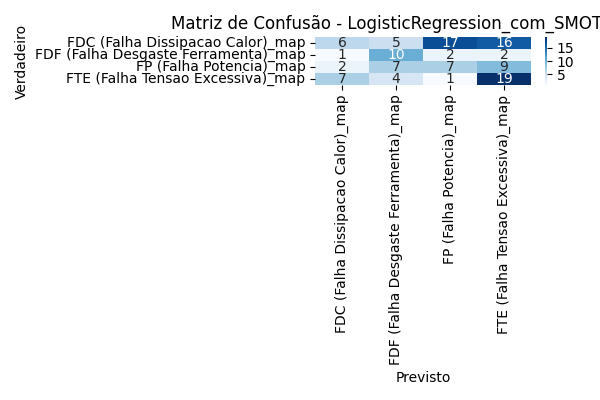 Matriz de Confusão - LogisticRegression_com_SMOT
Verdadeiro
FDC (Falha Dissipacao Calor)_map 6 5 17 16
FDF (Falha Desgaste Ferramenta)_map 1 10 2 2
FP (Falha Potencia)_map 2 7 7 9
FTE (Falha Tensao Excessiva)_map 7 4 1 19
15
10
5
FDC (Falha Dissipacao Calor)_map
FDF (Falha Desgaste Ferramenta)_map
FP (Falha Potencia)_map
FTE (Falha Tensao Excessiva)_map
Previsto